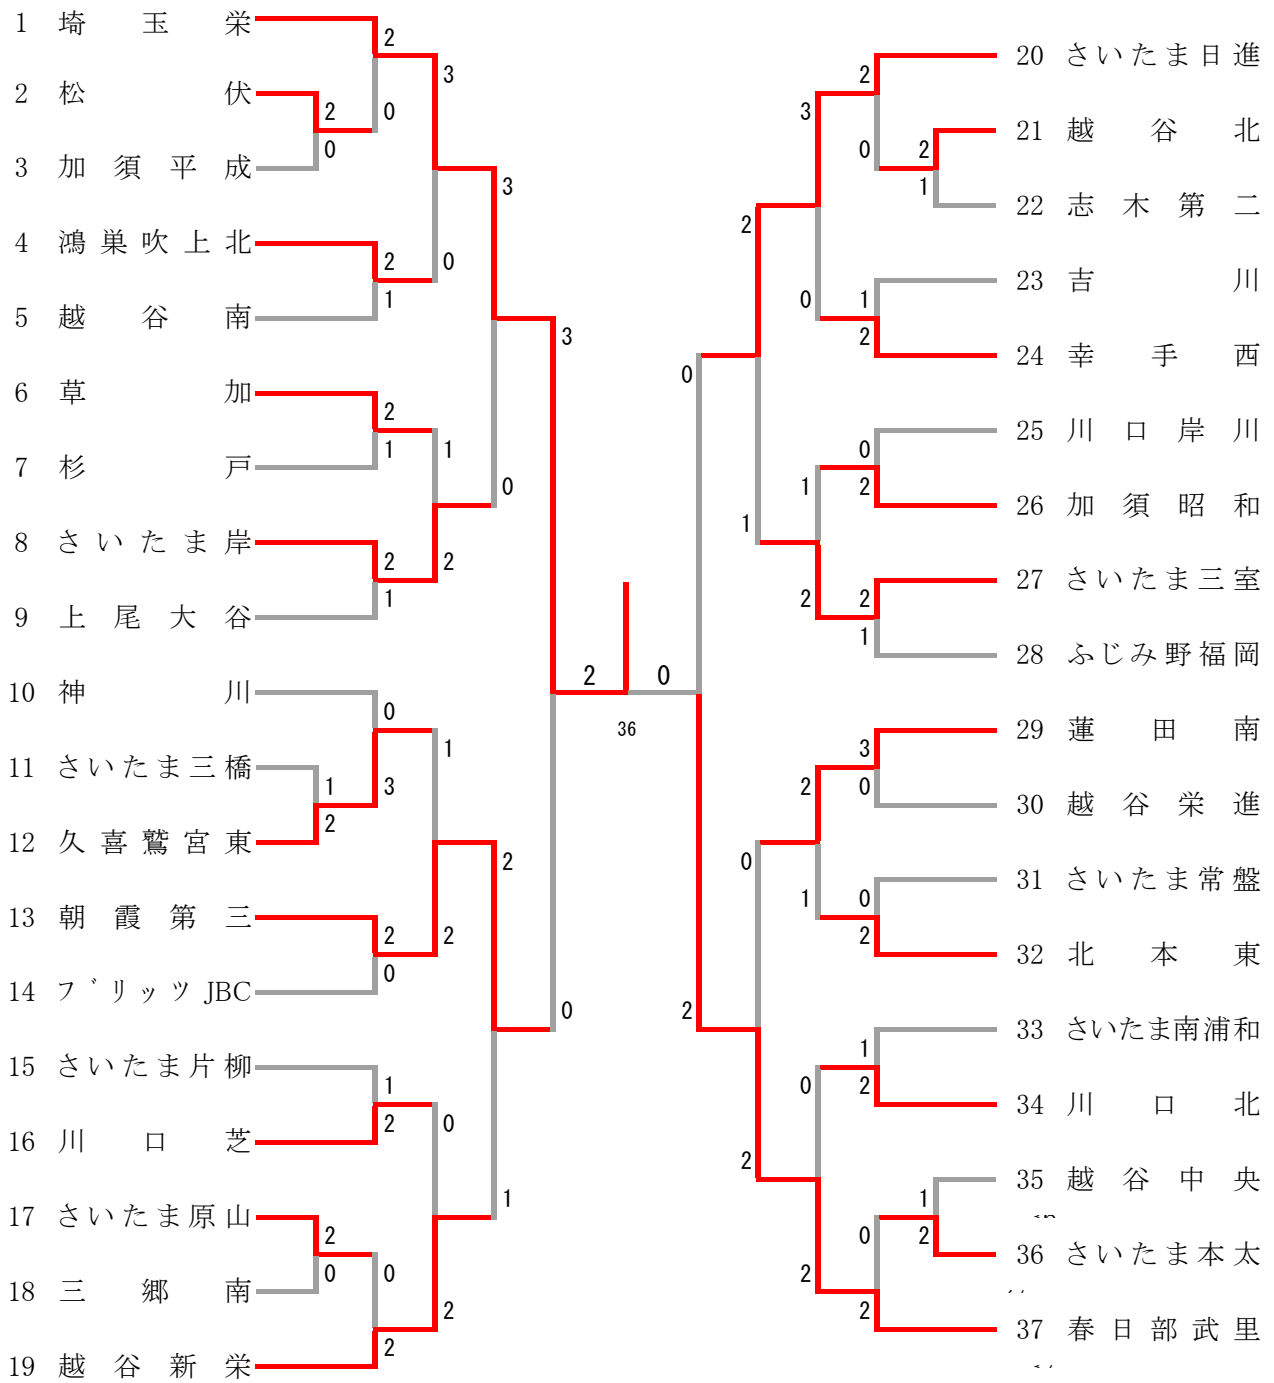 1 埼玉栄
2 松伏
3 加須平成
4 鴻巣吹上北
5 越谷南
6 草加
7 杉戸
8 さいたま岸
9 上尾大谷
10 神川
11 さいたま三橋
12 久喜鷲宮東
13 朝霞第三
14 ブリッツJBC
15 さいたま片柳
16 川口芝
17 さいたま原山
18 三郷南
19 越谷新栄
2
3
2
0
0
3
2
0
1
3
2
1
1
0
2
2
1
0
1
1
3
2
2
2
2
0
0
1
2
0
1
2
0
0
2
2
2 0
36
2
3
0
2
1
2
0
1
2
0
0
1
2
1
2
2
1
3
2
0
0
1
0
2
2
1
0
2
2
1
0
2
2
2
20 さいたま日進
21 越谷北
22 志木第二
23 吉川
24 幸手西
25 川口岸川
26 加須昭和
27 さいたま三室
28 ふじみ野福岡
29 蓮田南
30 越谷栄進
31 さいたま常盤
32 北本東
33 さいたま南浦和
34 川口北
35 越谷中央
36 さいたま本太
37 春日部武里